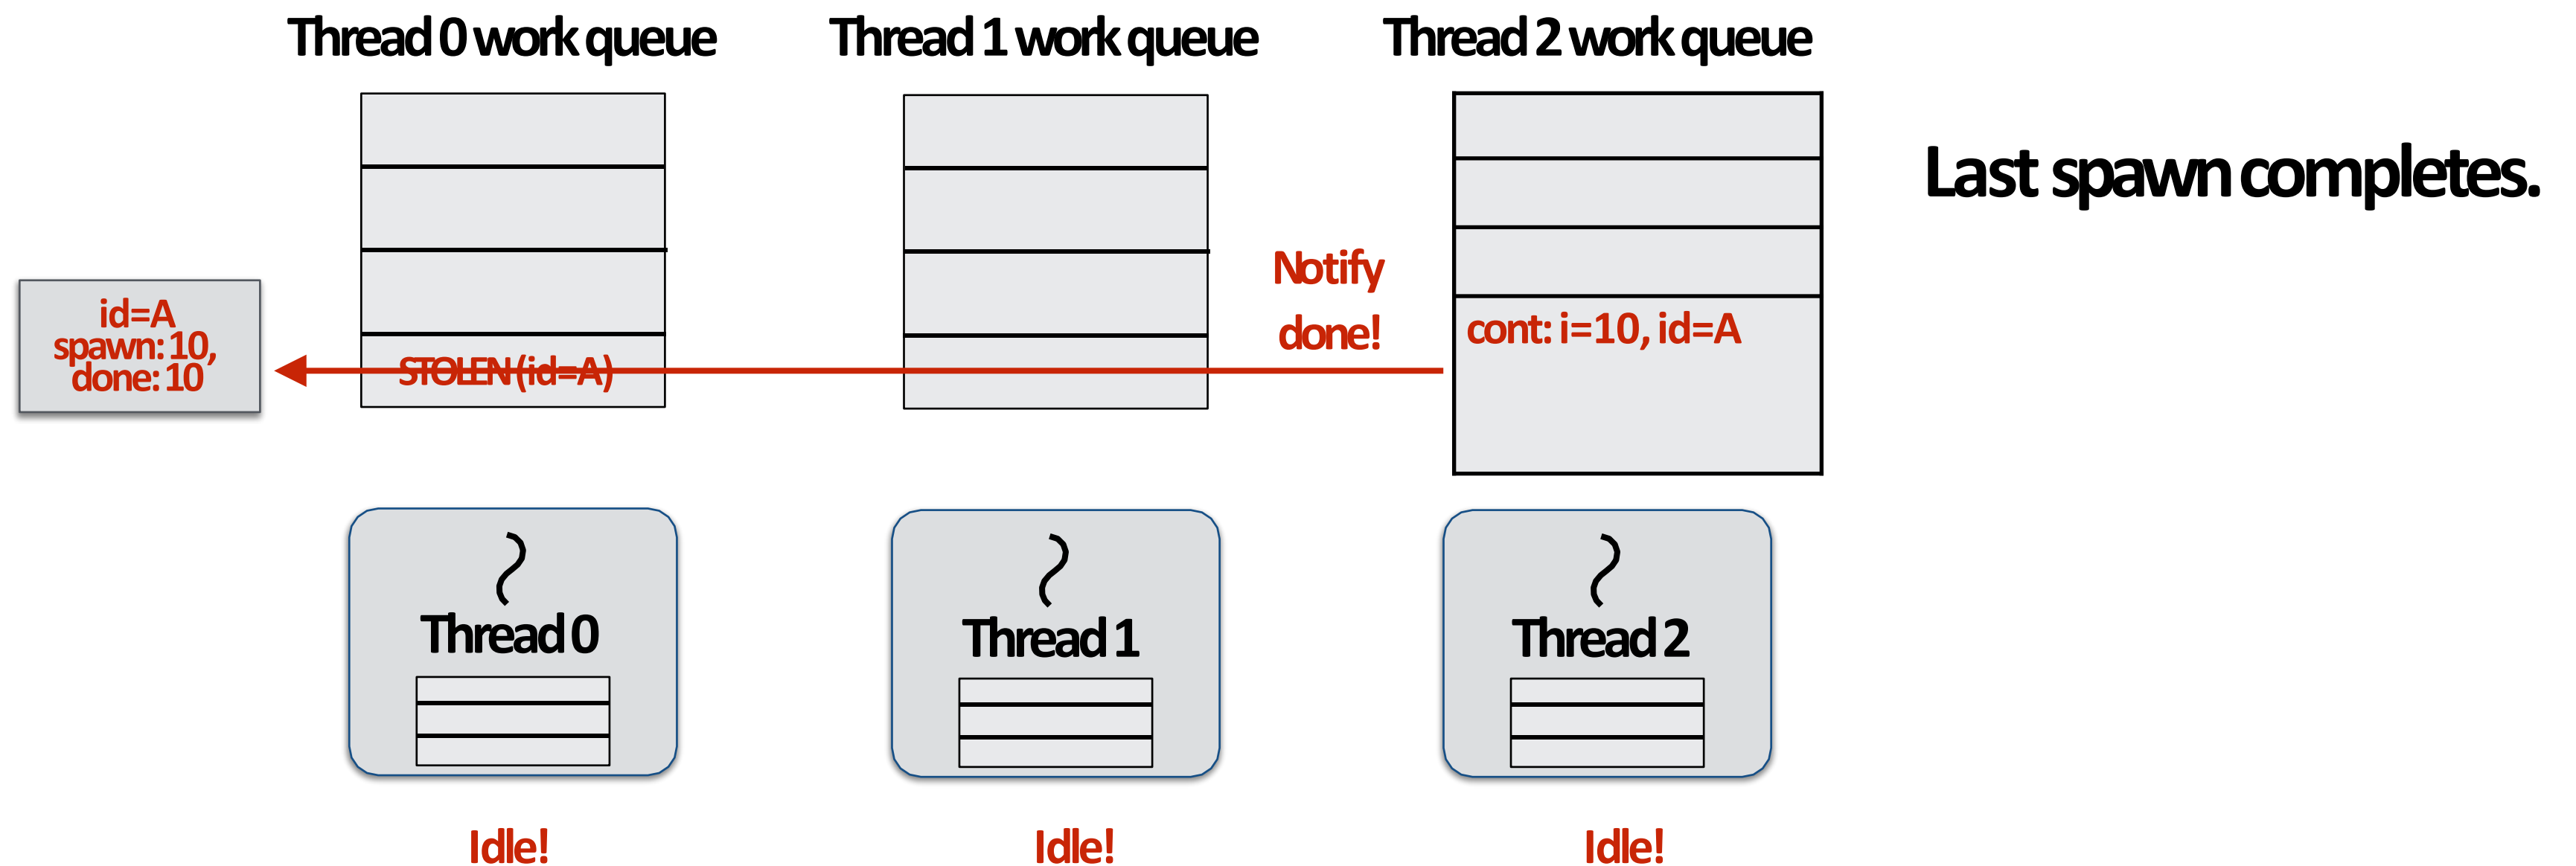 Thread 0 work queue
Thread 1 work queue
Thread 2 work queue
Last spawn completes.
id=A
spawn: 10,
done: 10
STOLEN (id=A)
Notify
done!
cont: i=10, id=A
Thread 0
Thread 1
Thread 2
Idle!
Idle!
Idle!